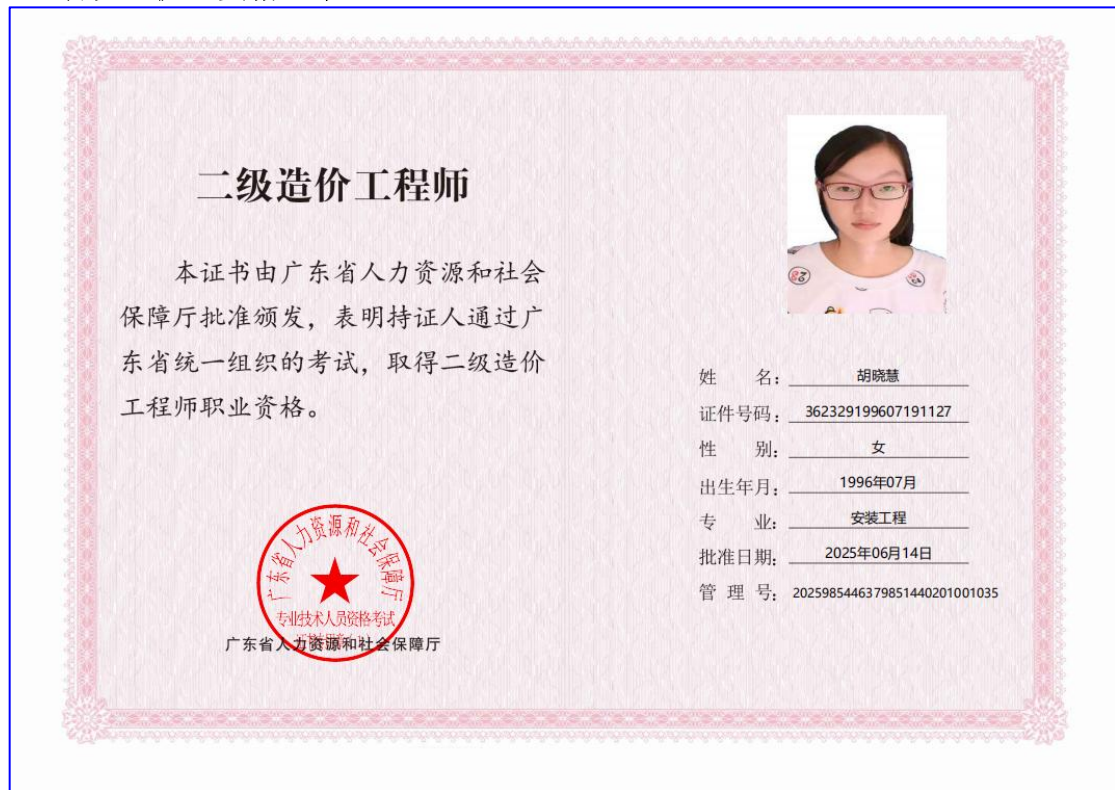 二级造价工程师
本证书由广东省人力资源和社会
保障厅批准颁发，表明持证人通过广
东省统一组织的考试，取得二级造价
工程师职业资格。
姓 名：胡晓慧
证件号码：362329199607191127
性 别：女
出生年月：1996年07月
专 业：安装工程
批准日期：2025年06月14日
管 理 号：2025985446379851440201001035
广东省人力资源和社会保障厅
专业技术人员资格考试
广东省人力资源和社会保障厅